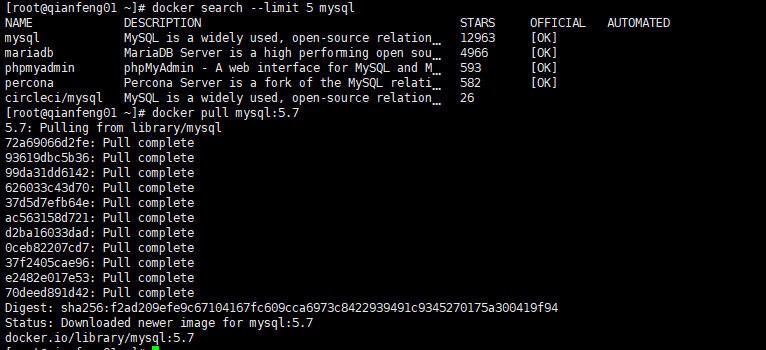 [root@qianfeng01 ~]# docker search --limit 5 mysql
NAME DESCRIPTION STARS OFFICIAL AUTOMATED
mysql MySQL is a widely used, open-source relation… 12963 [OK]
mariadb MariaDB Server is a high performing open sou… 4966 [OK]
phpmyadmin phpMyAdmin - A web interface for MySQL and M… 593 [OK]
percona Percona Server is a fork of the MySQL relati… 582 [OK]
circleci/mysql MySQL is a widely used, open-source relation… 26
[root@qianfeng01 ~]# docker pull mysql:5.7
5.7: Pulling from library/mysql
72a69066d2fe: Pull complete
93619dbc5b36: Pull complete
99da31dd6142: Pull complete
626033c43d70: Pull complete
37d5d7efb64e: Pull complete
ac563158d721: Pull complete
d2ba16033dad: Pull complete
0ceb82207cd7: Pull complete
37f2405cae96: Pull complete
e2482e017e53: Pull complete
70deed891d42: Pull complete
Digest: sha256:f2ad209efe9c67104167fc609cca6973c8422939491c9345270175a300419f94
Status: Downloaded newer image for mysql:5.7
docker.io/library/mysql:5.7
[root@qianfeng01 ~]#